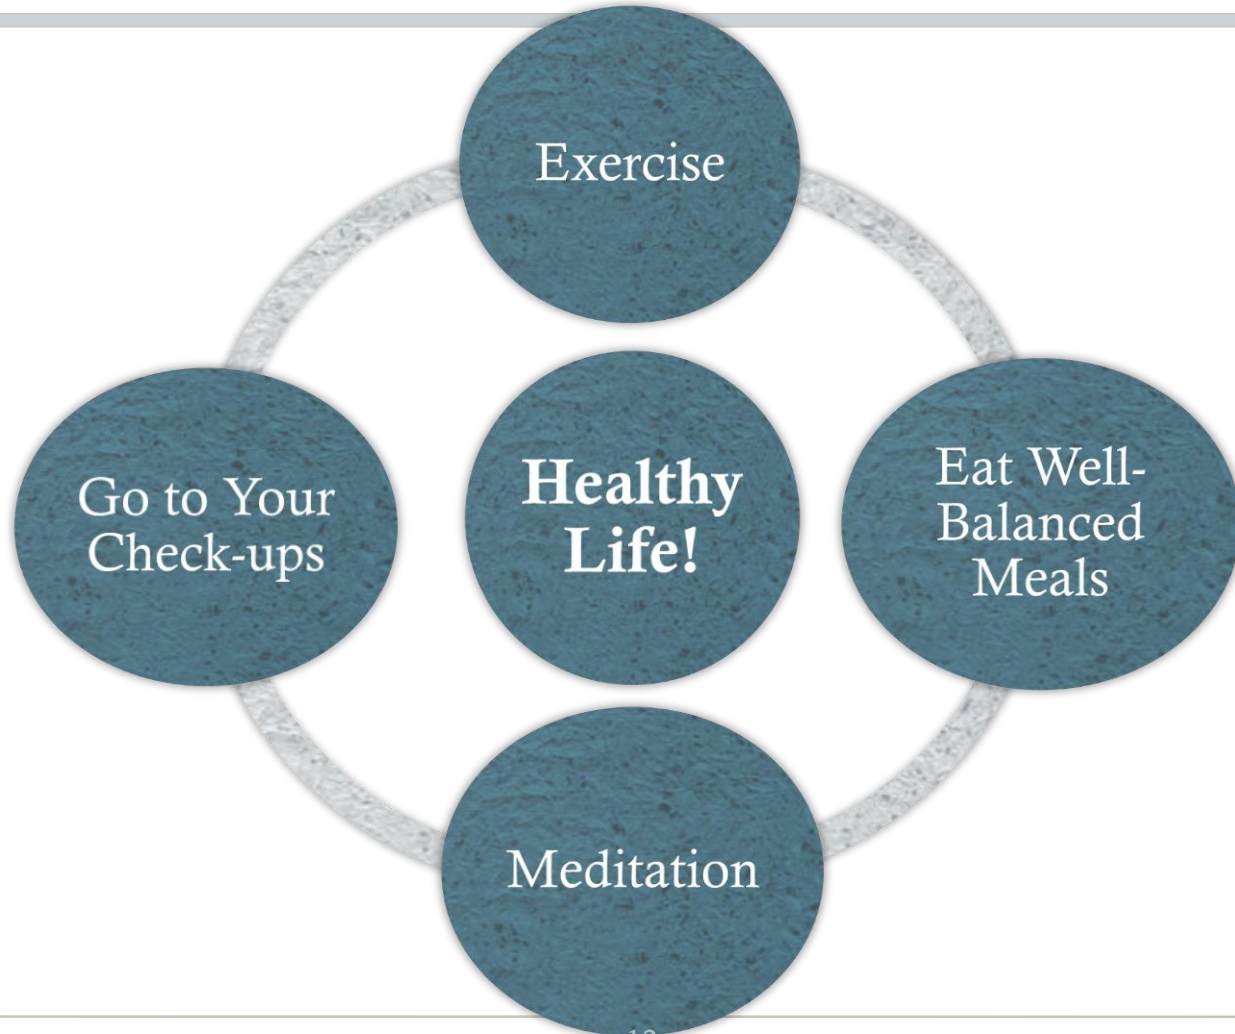 Exercise
Go to Your
Check-ups
Healthy
Life!
Eat Well-
Balanced
Meals
Meditation